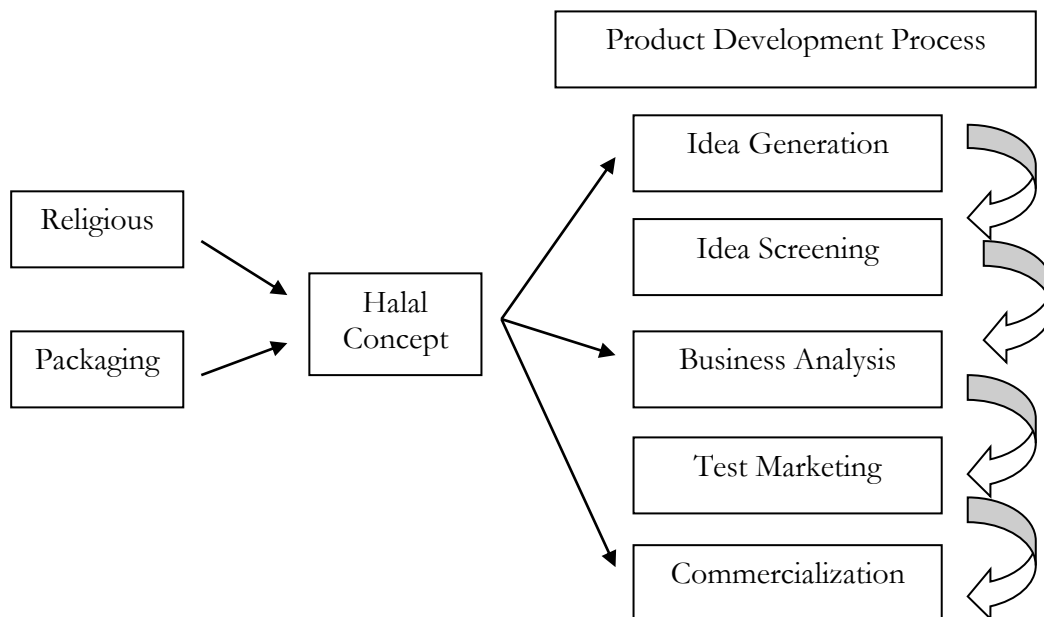 Product Development Process
Idea Generation
Religious
Idea Screening
Halal
Concept
Packaging
Business Analysis
Test Marketing
Commercialization